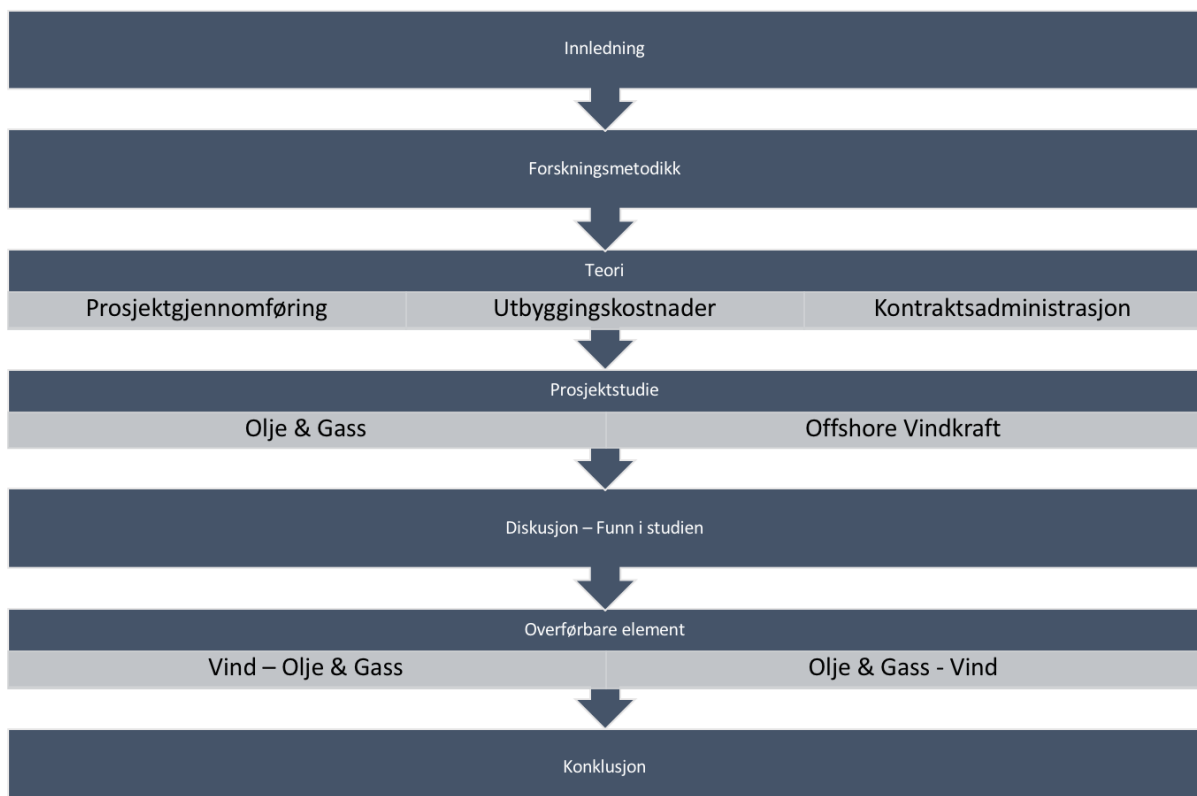 Innledning
Forskningsmetodikk
Teori
Prosjektgjennomføring Utbyggingskostnader Kontraktsadministrasjon
Prosjektstudie
Olje & Gass Offshore Vindkraft
Diskusjon – Funn i studien
Overførbare element
Vind – Olje & Gass Olje & Gass - Vind
Konklusjon